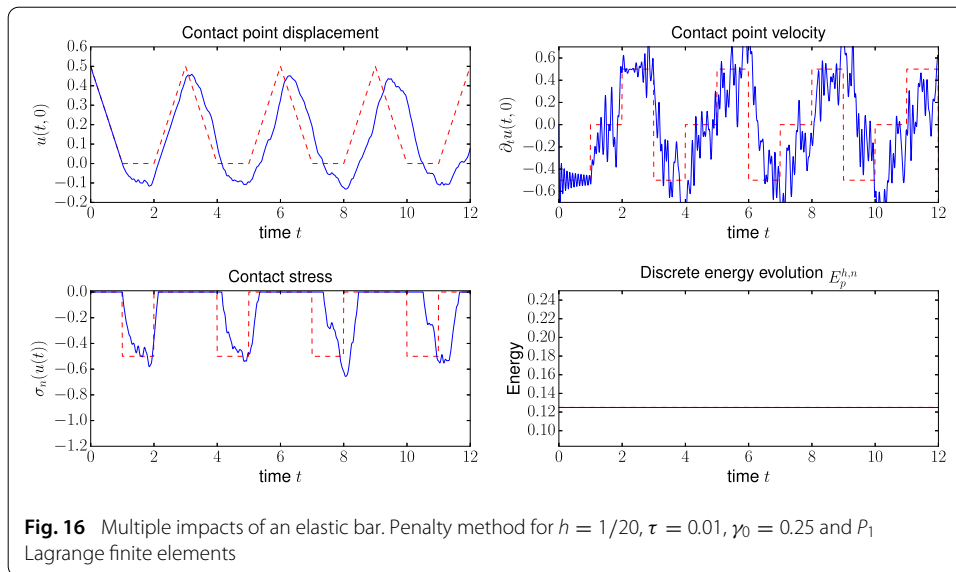 Contact point displacement
0.6
0.5
0.4
0.3
0.2
0.1
0.0
−0.1
−0.2
u(t, 0)
0 2 4 6 8 10 12
time t
Contact point velocity
0.6
0.4
0.2
0.0
−0.2
−0.4
−0.6
∂ₜu(t, 0)
0 2 4 6 8 10 12
time t
Contact stress
0.0
−0.2
−0.4
−0.6
−0.8
−1.0
−1.2
σₙ(u(t))
0 2 4 6 8 10 12
time t
Discrete energy evolution E_p^{h,n}
0.24
0.22
0.20
0.18
0.16
0.14
0.12
0.10
Energy
0 2 4 6 8 10 12
time t
Fig. 16 Multiple impacts of an elastic bar. Penalty method for h = 1/20, τ = 0.01, γ₀ = 0.25 and P₁
Lagrange finite elements